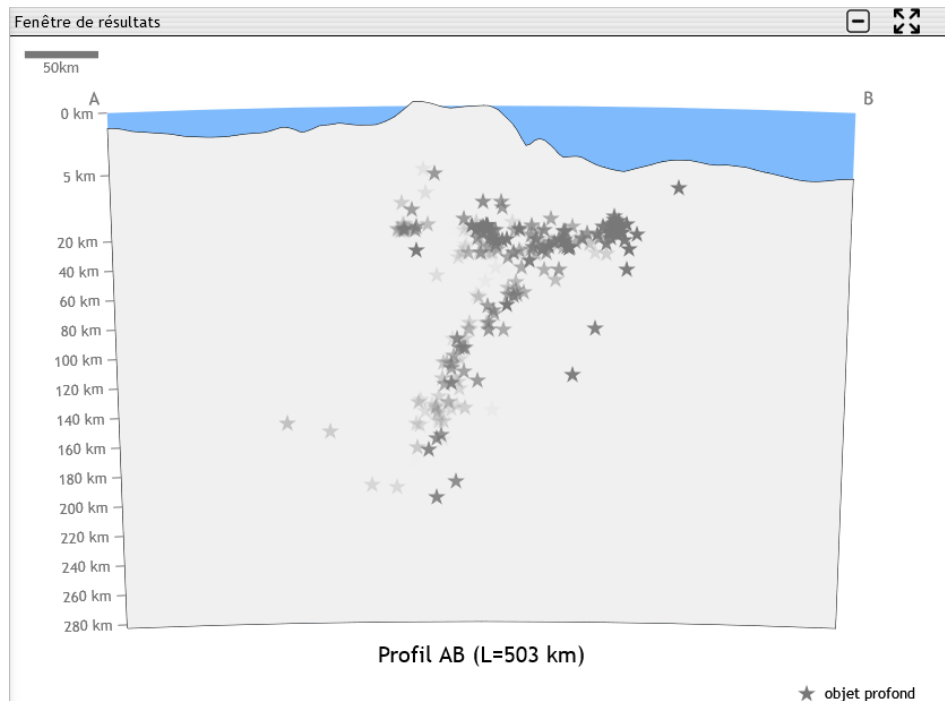 Fenêtre de résultats
50km
A
B
0 km
5 km
20 km
40 km
60 km
80 km
100 km
120 km
140 km
160 km
180 km
200 km
220 km
240 km
260 km
280 km
Profil AB (L=503 km)
objet profond